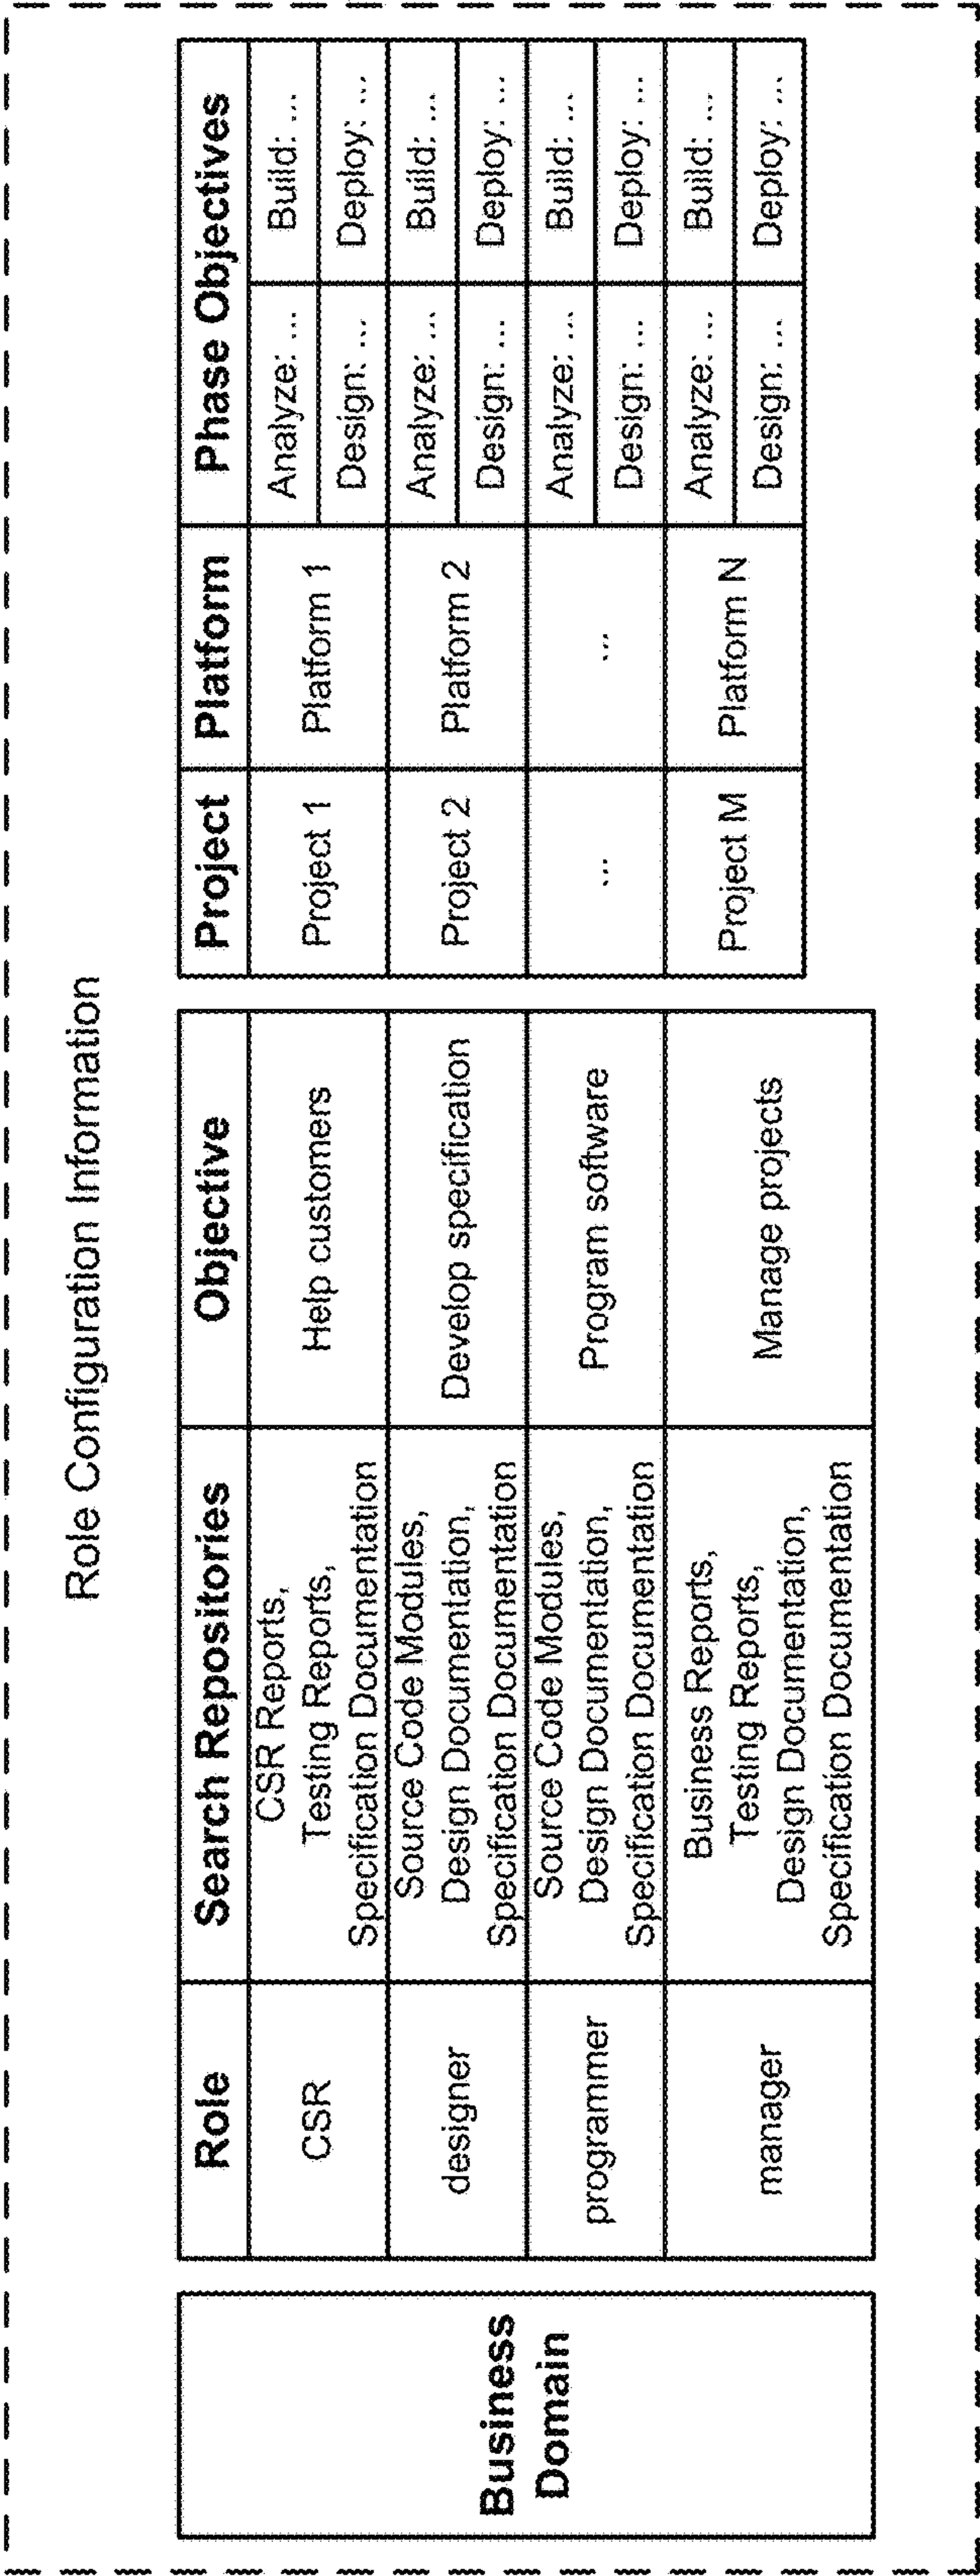 Role Configuration Information
Business
Domain
Role
Search Repositories
Objective
CSR
CSR Reports,
Testing Reports,
Specification Documentation
Help customers
designer
Source Code Modules,
Design Documentation,
Specification Documentation
Develop specification
programmer
Source Code Modules,
Design Documentation,
Specification Documentation
Program software
manager
Business Reports,
Testing Reports,
Design Documentation,
Specification Documentation
Manage projects
Project
Platform
Phase Objectives
Project 1
Platform 1
Analyze: ...
Build: ...
Design: ...
Deploy: ...
Project 2
Platform 2
Analyze: ...
Build: ...
Design: ...
Deploy: ...
...
...
Analyze: ...
Build: ...
Design: ...
Deploy: ...
Project M
Platform N
Analyze: ...
Build: ...
Design: ...
Deploy: ...